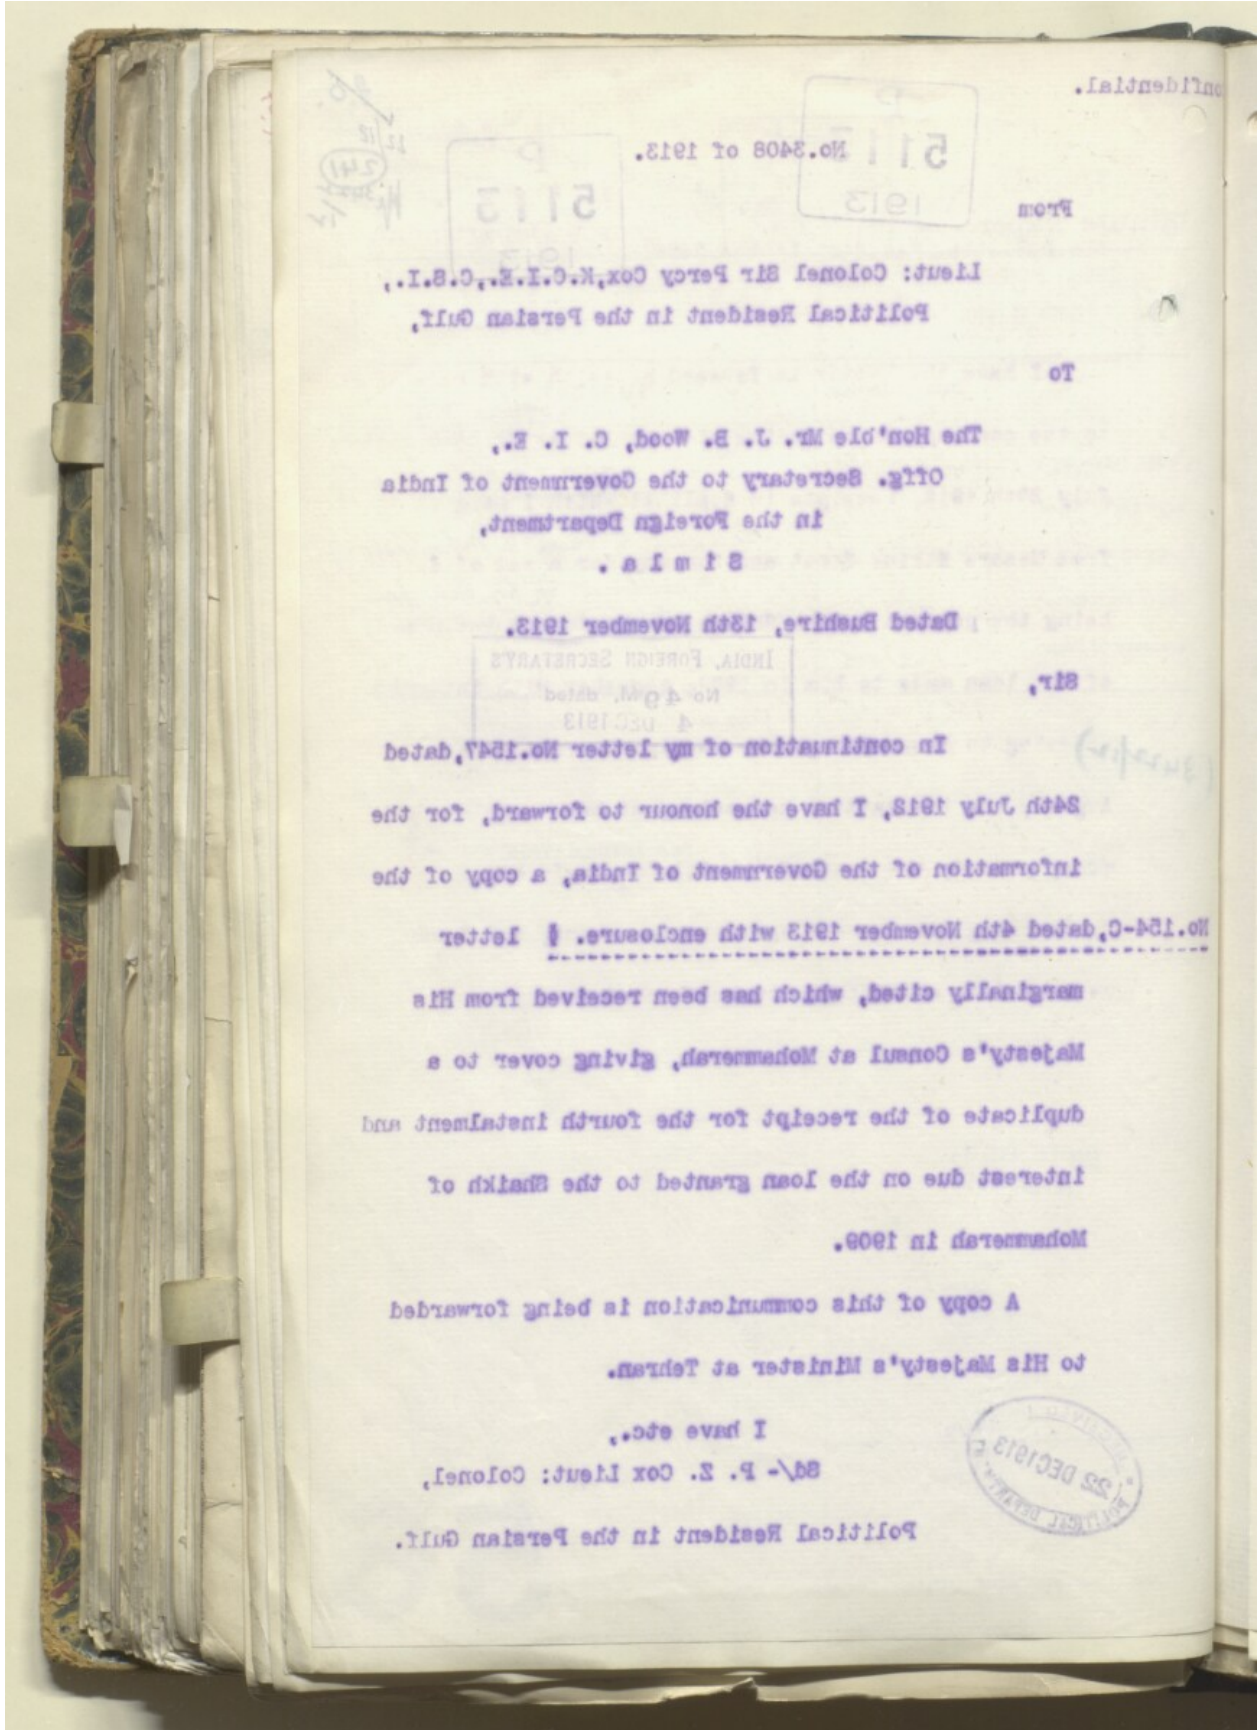 Confidential.
P
511
1913
P
511
1913
No.3408 of 1913.
From
Lieut: Colonel Sir Percy Cox,K.C.I.E.,C.S.I.,
Political Resident in the Persian Gulf,
To
The Hon'ble Mr. J. B. Wood, C. I. E.,
Offg. Secretary to the Government of India
in the Foreign Department,
S i m l a .
Dated Bushire, 13th November 1913.
INDIA, FOREIGN SECRETARY'S
No 49 M, dated
4 DEC 1913
Sir,
In continuation of my letter No.1547,dated
24th July 1912, I have the honour to forward, for the
information of the Government of India, a copy of the
No.154-C,dated 4th November 1913 with enclosure. letter
marginally cited, which has been received from His
Majesty's Consul at Mohammerah, giving cover to a
duplicate of the receipt for the fourth instalment and
interest due on the loan granted to the Shaikh of
Mohammerah in 1909.
A copy of this communication is being forwarded
to His Majesty's Minister at Tehran.
I have etc.,
Sd/- P. Z. Cox Lieut: Colonel,
Political Resident in the Persian Gulf.
22 DEC 1913